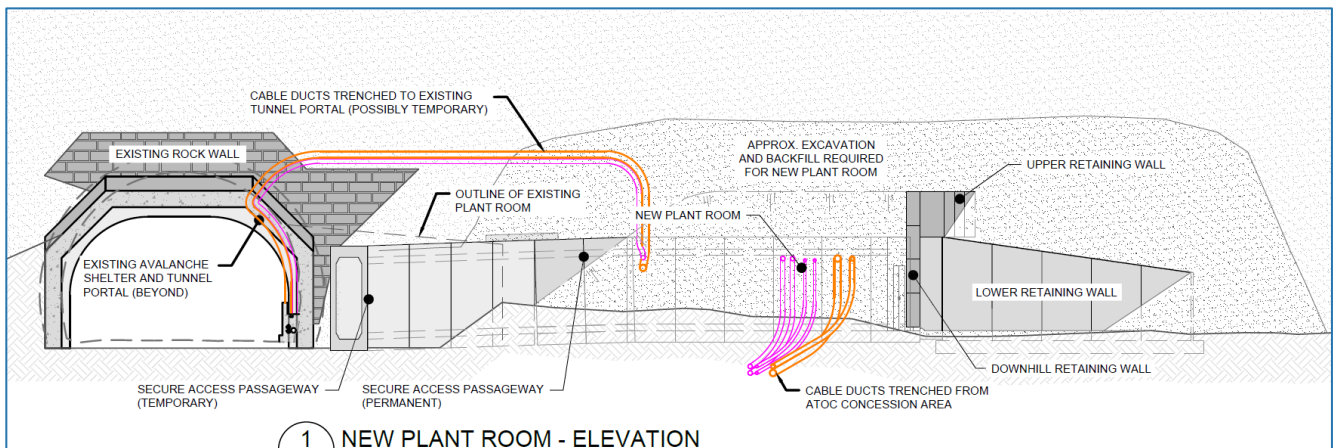 CABLE DUCTS TRENCHED TO EXISTING
TUNNEL PORTAL (POSSIBLY TEMPORARY)
EXISTING ROCK WALL
APPROX. EXCAVATION
AND BACKFILL REQUIRED
FOR NEW PLANT ROOM
UPPER RETAINING WALL
OUTLINE OF EXISTING
PLANT ROOM
NEW PLANT ROOM
EXISTING AVALANCHE
SHELTER AND TUNNEL
PORTAL (BEYOND)
LOWER RETAINING WALL
DOWNHILL RETAINING WALL
SECURE ACCESS PASSAGEWAY
(TEMPORARY)
SECURE ACCESS PASSAGEWAY
(PERMANENT)
CABLE DUCTS TRENCHED FROM
ATOC CONCESSION AREA
1 NEW PLANT ROOM - ELEVATION